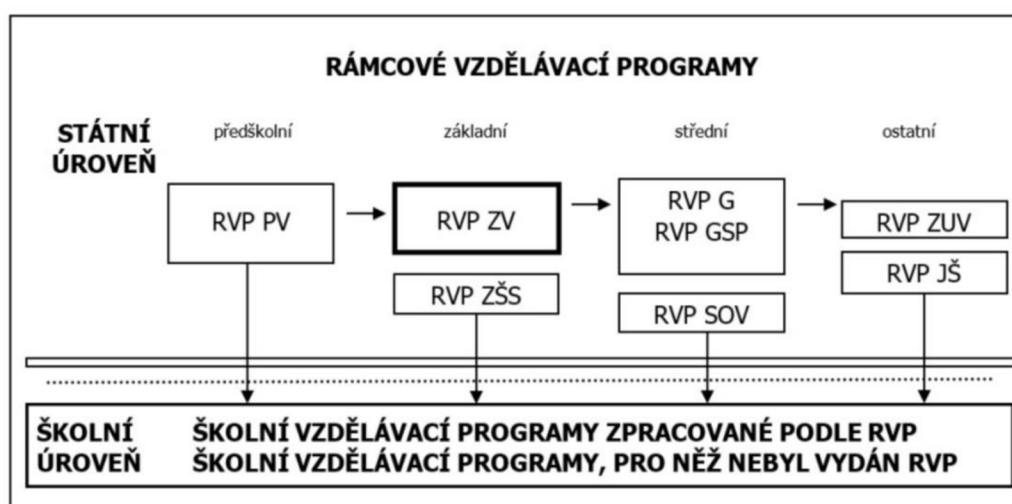 RÁMCOVÉ VZDĚLÁVACÍ PROGRAMY
STÁTNÍ
ÚROVEŇ
předškolní
základní
střední
ostatní
RVP PV
RVP ZV
RVP ZŠS
RVP G
RVP GSP
RVP SOV
RVP ZUV
RVP JŠ
ŠKOLNÍ ŠKOLNÍ VZDĚLÁVACÍ PROGRAMY ZPRACOVANÉ PODLE RVP
ÚROVEŇ ŠKOLNÍ VZDĚLÁVACÍ PROGRAMY, PRO NĚŽ NEBYL VYDÁN RVP